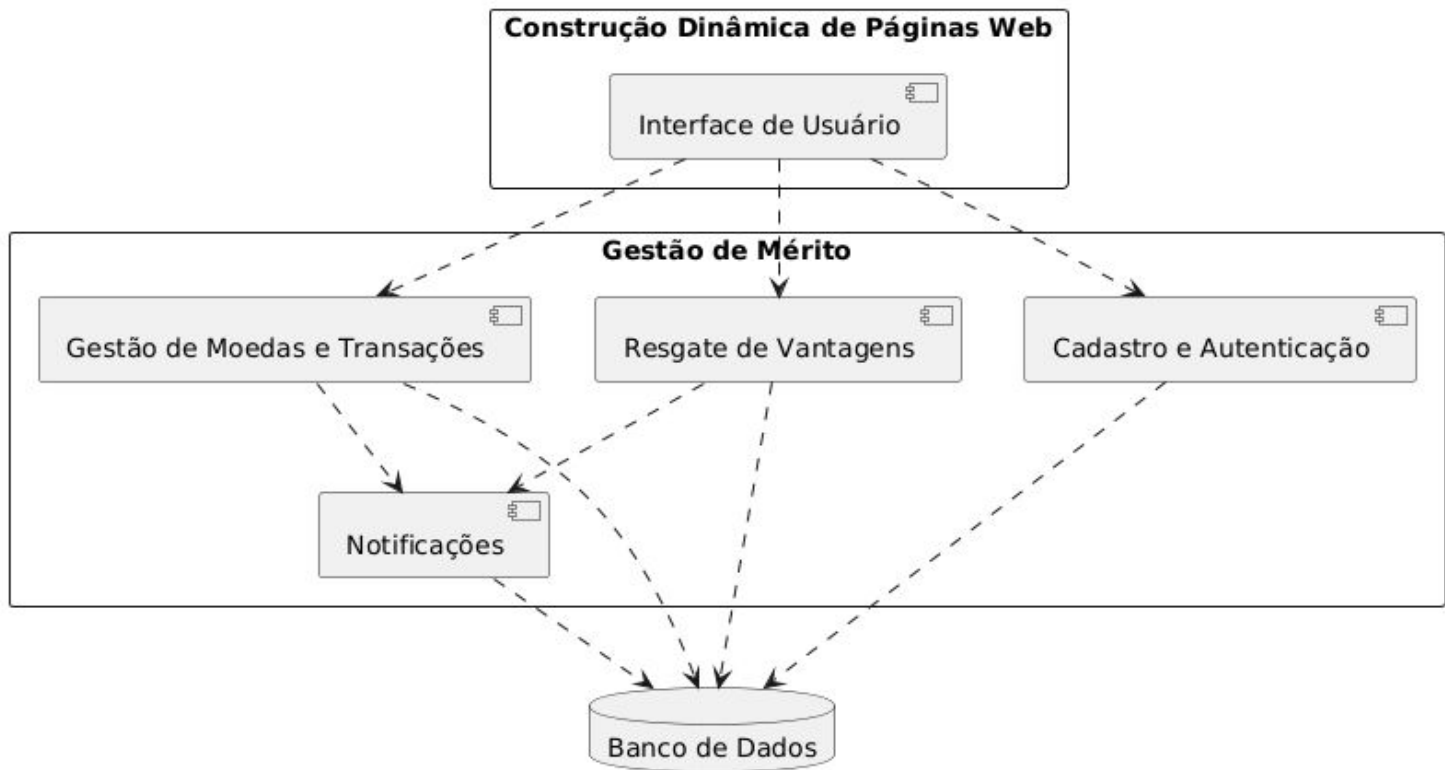 Construção Dinâmica de Páginas Web
Interface de Usuário
Gestão de Mérito
Gestão de Moedas e Transações
Resgate de Vantagens
Cadastro e Autenticação
Notificações
Banco de Dados